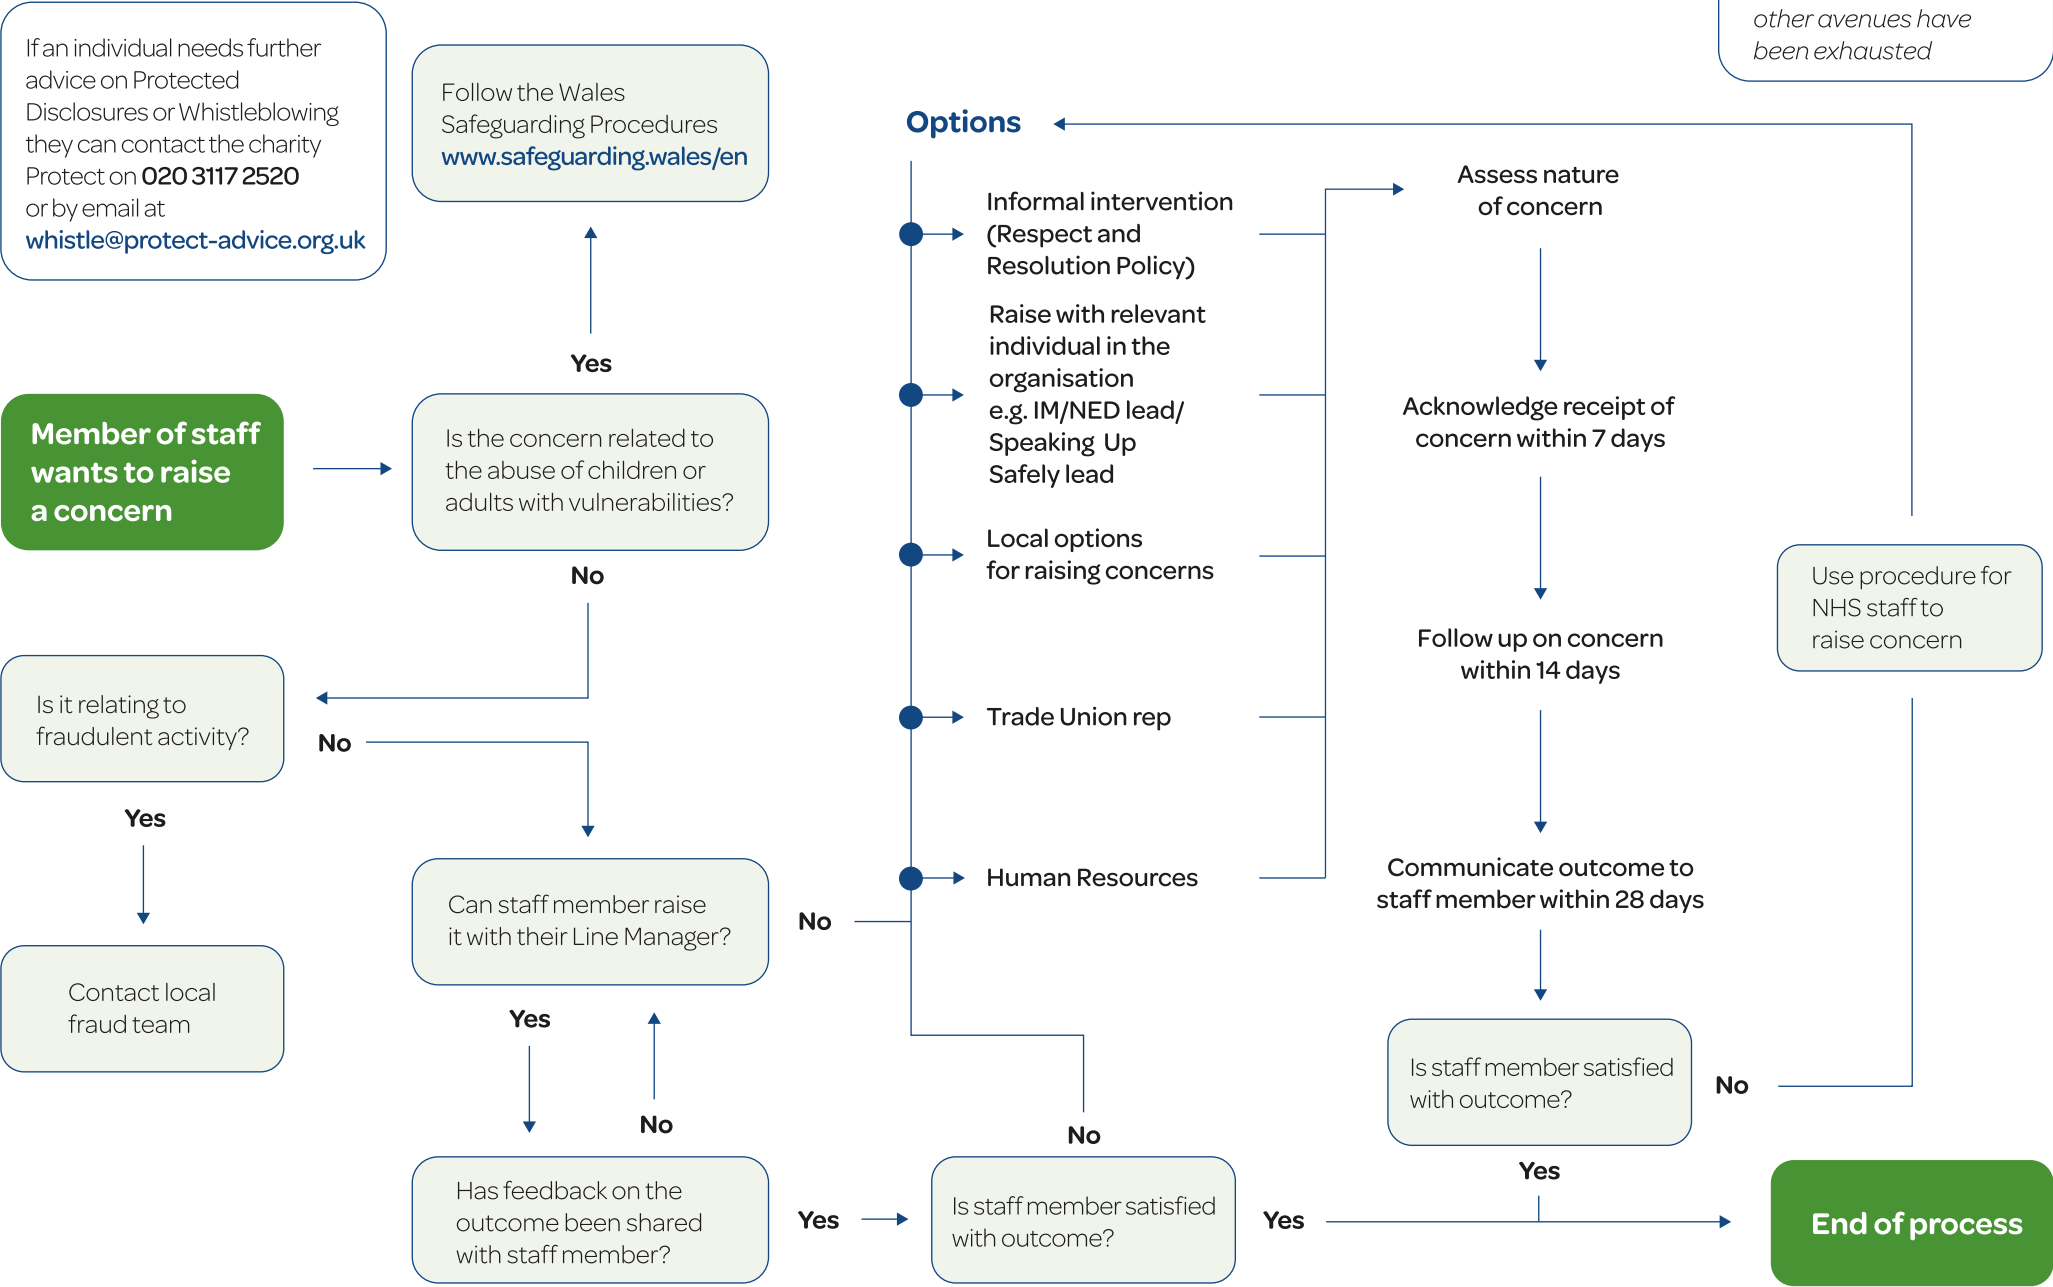 If an individual needs further
advice on Protected
Disclosures or Whistleblowing
they can contact the charity
Protect on 020 3117 2520
or by email at
whistle@protect-advice.org.uk
Follow the Wales
Safeguarding Procedures
www.safeguarding.wales/en
other avenues have
been exhausted
Yes
Member of staff
wants to raise
a concern
Is the concern related to
the abuse of children or
adults with vulnerabilities?
No
Is it relating to
fraudulent activity?
No
Yes
Contact local
fraud team
Can staff member raise
it with their Line Manager?
No
Yes
No
Has feedback on the
outcome been shared
with staff member?
Yes
Is staff member satisfied
with outcome?
No
Yes
Options
Informal intervention
(Respect and
Resolution Policy)
Raise with relevant
individual in the
organisation
e.g. IM/NED lead/
Speaking Up
Safely lead
Local options
for raising concerns
Trade Union rep
Human Resources
Assess nature
of concern
Acknowledge receipt of
concern within 7 days
Follow up on concern
within 14 days
Communicate outcome to
staff member within 28 days
Is staff member satisfied
with outcome?
No
Yes
Use procedure for
NHS staff to
raise concern
End of process